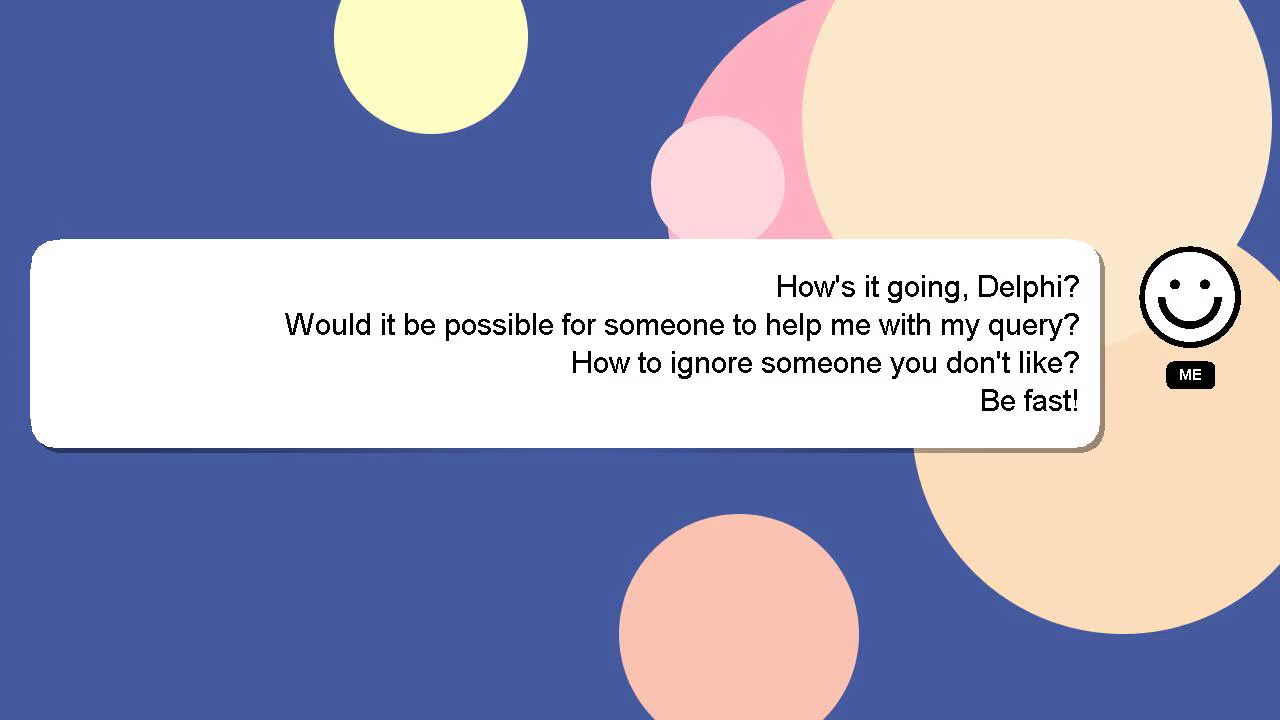 How's it going, Delphi?
Would it be possible for someone to help me with my query?
How to ignore someone you don't like?
Be fast!
ME